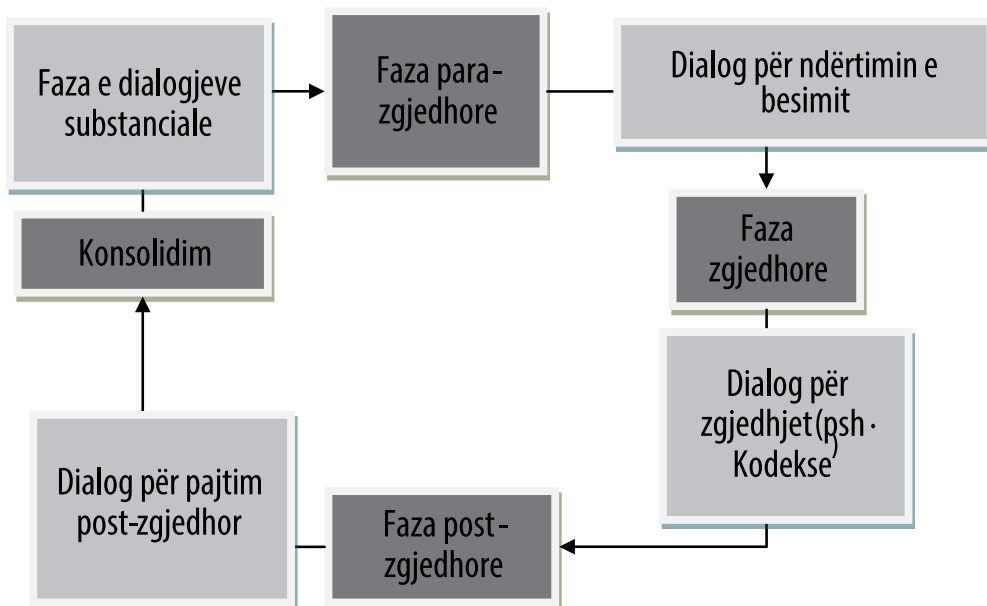 Faza e dialogjeve
substanciale
Faza para-
zgjedhore
Dialog për ndërtimin e
besimit
Konsolidim
Faza
zgjedhore
Dialog për
zgjedhjet (psh.
Kodekse)
Dialog për pajtim
post-zgjedhor
Faza post-
zgjedhore